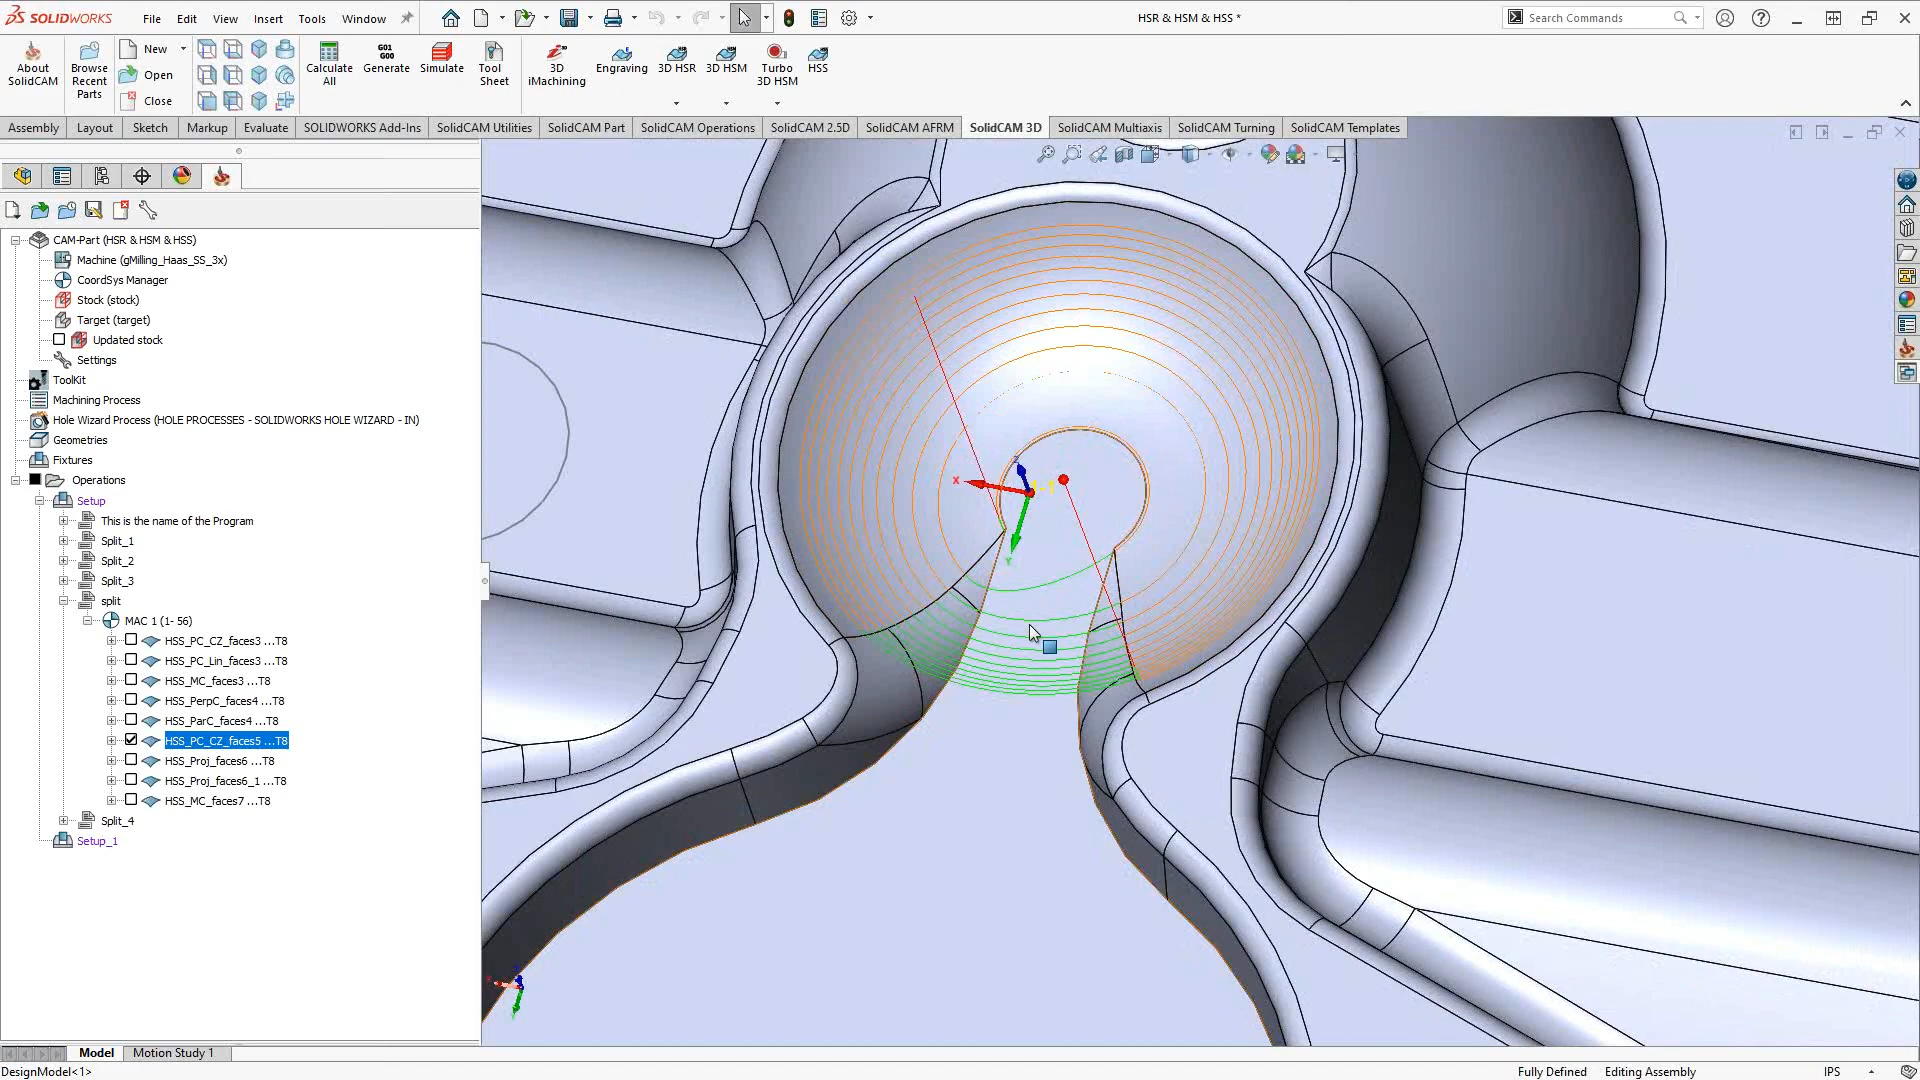 SOLIDWORKS
File Edit View Insert Tools Window
HSR & HSM & HSS *
Search Commands
About SolidCAM
Browse Recent Parts
New
Open
Close
Calculate All
G01 G00
Generate
Simulate
Tool Sheet
3D iMachining
Engraving
3D HSR
3D HSM
Turbo 3D HSM
HSS
Assembly Layout Sketch Markup Evaluate SOLIDWORKS Add-Ins SolidCAM Utilities SolidCAM Part SolidCAM Operations SolidCAM 2.5D SolidCAM AFRM SolidCAM 3D SolidCAM Multiaxis SolidCAM Turning SolidCAM Templates
CAM-Part (HSR & HSM & HSS)
Machine (gMilling_Haas_SS_3x)
CoordSys Manager
Stock (stock)
Target (target)
Updated stock
Settings
ToolKit
Machining Process
Hole Wizard Process (HOLE PROCESSES - SOLIDWORKS HOLE WIZARD - IN)
Geometries
Fixtures
Operations
Setup
This is the name of the Program
Split_1
Split_2
Split_3
split
MAC 1 (1- 56)
HSS_PC_CZ_faces3 ...T8
HSS_PC_Lin_faces3 ...T8
HSS_MC_faces3 ...T8
HSS_PerpC_faces4 ...T8
HSS_ParC_faces4 ...T8
HSS_PC_CZ_faces5 ...T8
HSS_Proj_faces6 ...T8
HSS_Proj_faces6_1 ...T8
HSS_MC_faces7 ...T8
Split_4
Setup_1
Z
X
Y
Model Motion Study 1
DesignModel<1>
Fully Defined Editing Assembly IPS